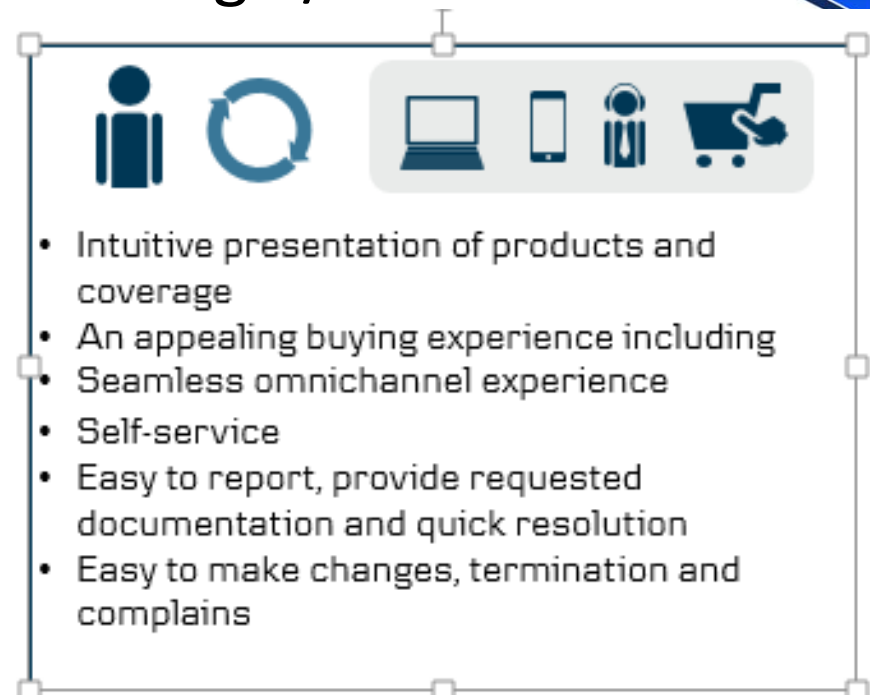 • Intuitive presentation of products and
coverage
• An appealing buying experience including
• Seamless omnichannel experience
• Self-service
• Easy to report, provide requested
documentation and quick resolution
• Easy to make changes, termination and
complains